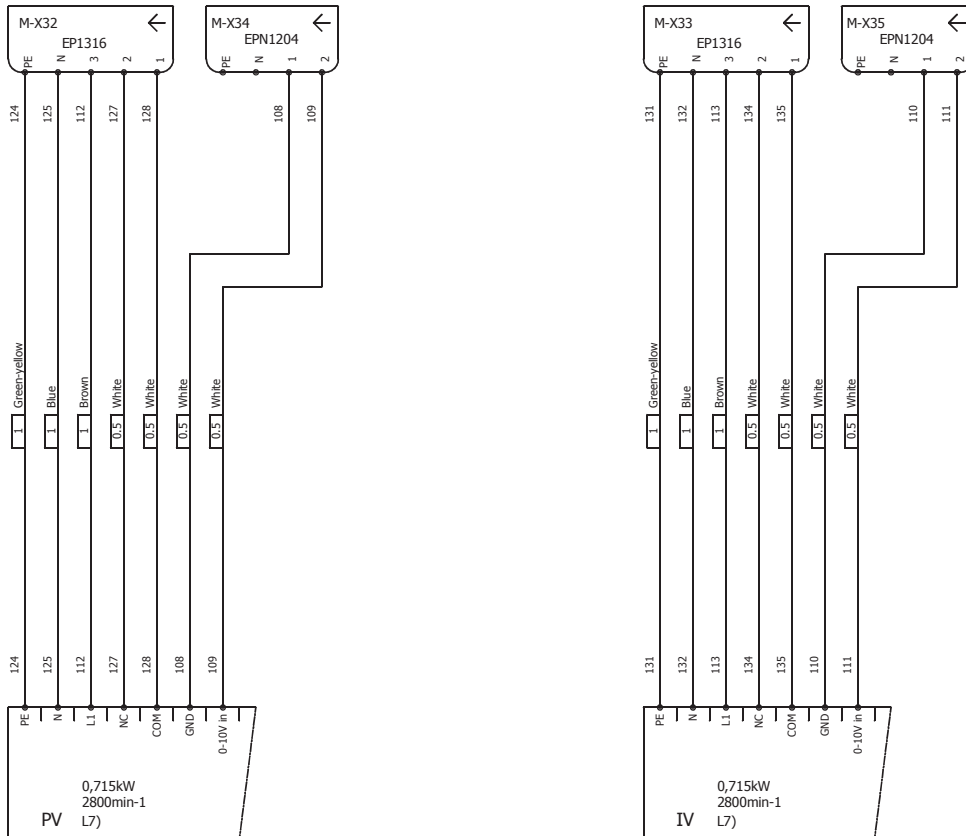 M-X32
EP1316
PE N 3 2 1
M-X34
EPN1204
PE N 1 2
124 125 112 127 128 108 109
Green-yellow Blue Brown White White White White
1 1 1 0.5 0.5 0.5 0.5
124 125 112 127 128 108 109
PE N L1 NC COM GND 0-10V in
0,715kW
2800min-1
PV L7)
M-X33
EP1316
PE N 3 2 1
M-X35
EPN1204
PE N 1 2
131 132 113 134 135 110 111
Green-yellow Blue Brown White White White White
1 1 1 0.5 0.5 0.5 0.5
131 132 113 134 135 110 111
PE N L1 NC COM GND 0-10V in
0,715kW
2800min-1
IV L7)